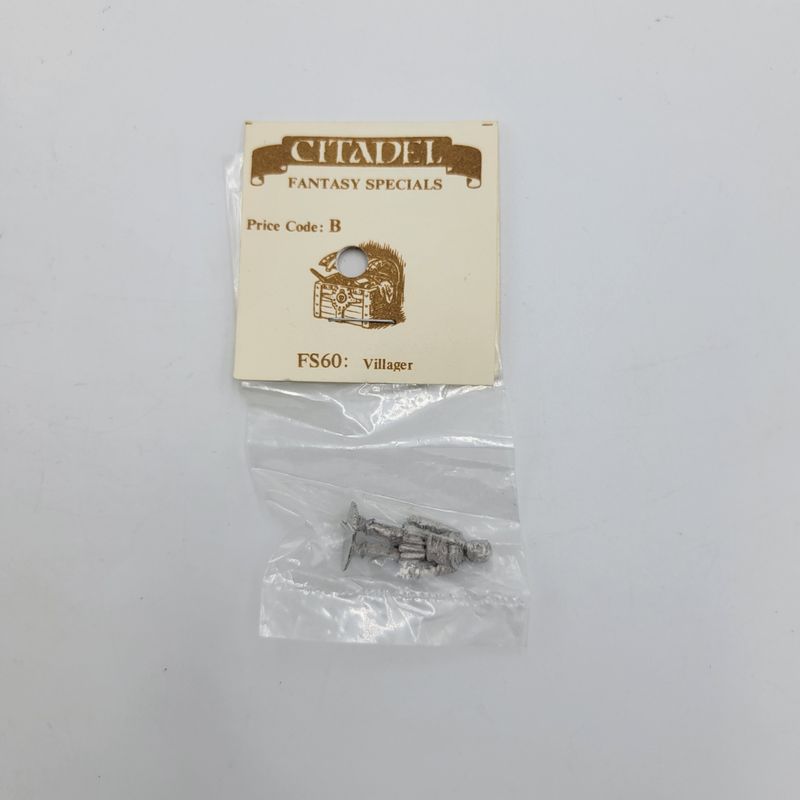 CITADEL
FANTASY SPECIALS
Price Code: B
FS60: Villager